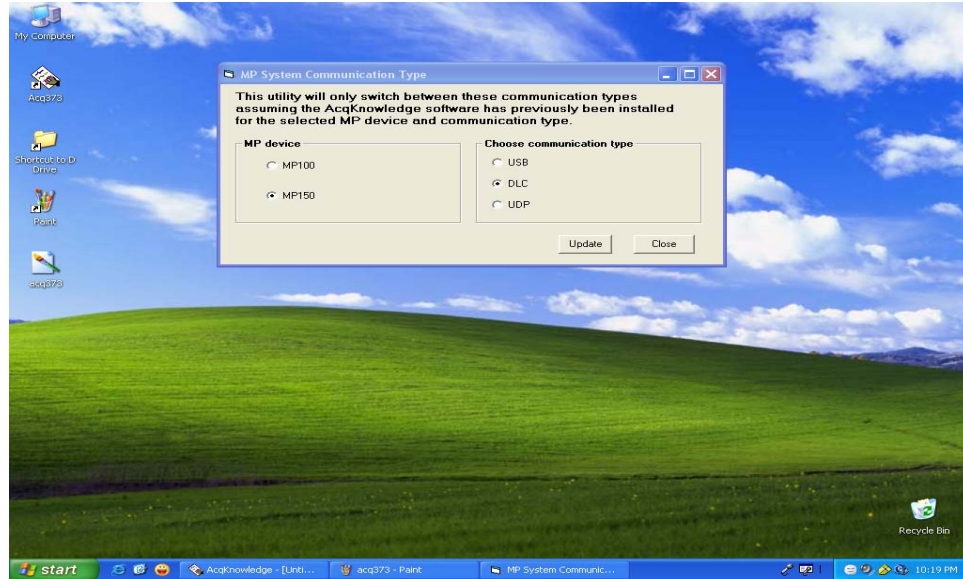 My Computer
Acq373
Shortcut to D
Drive
Paint
acq373
MP System Communication Type
This utility will only switch between these communication types
assuming the AcqKnowledge software has previously been installed
for the selected MP device and communication type.
MP device
MP100
MP150
Choose communication type
USB
DLC
UDP
Update
Close
Recycle Bin
start
AcqKnowledge - [Unti...
acq373 - Paint
MP System Communic...
10:19 PM